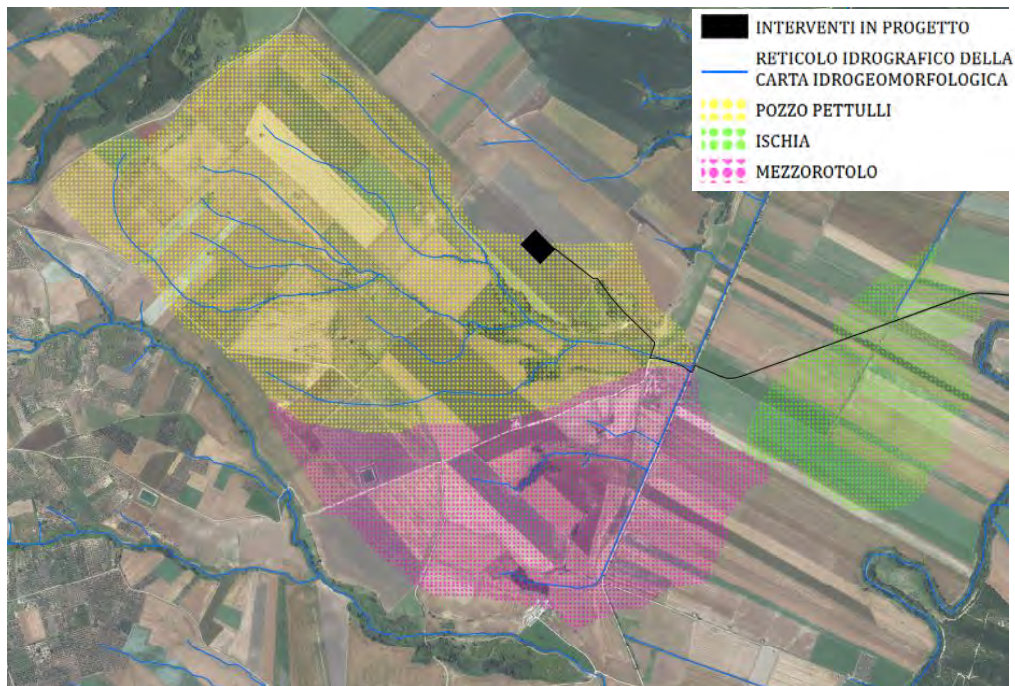 INTERVENTI IN PROGETTO
RETICOLO IDROGRAFICO DELLA
CARTA IDROGEOMORFOLOGICA
POZZO PETTULLI
ISCHIA
MEZZOROTOLO